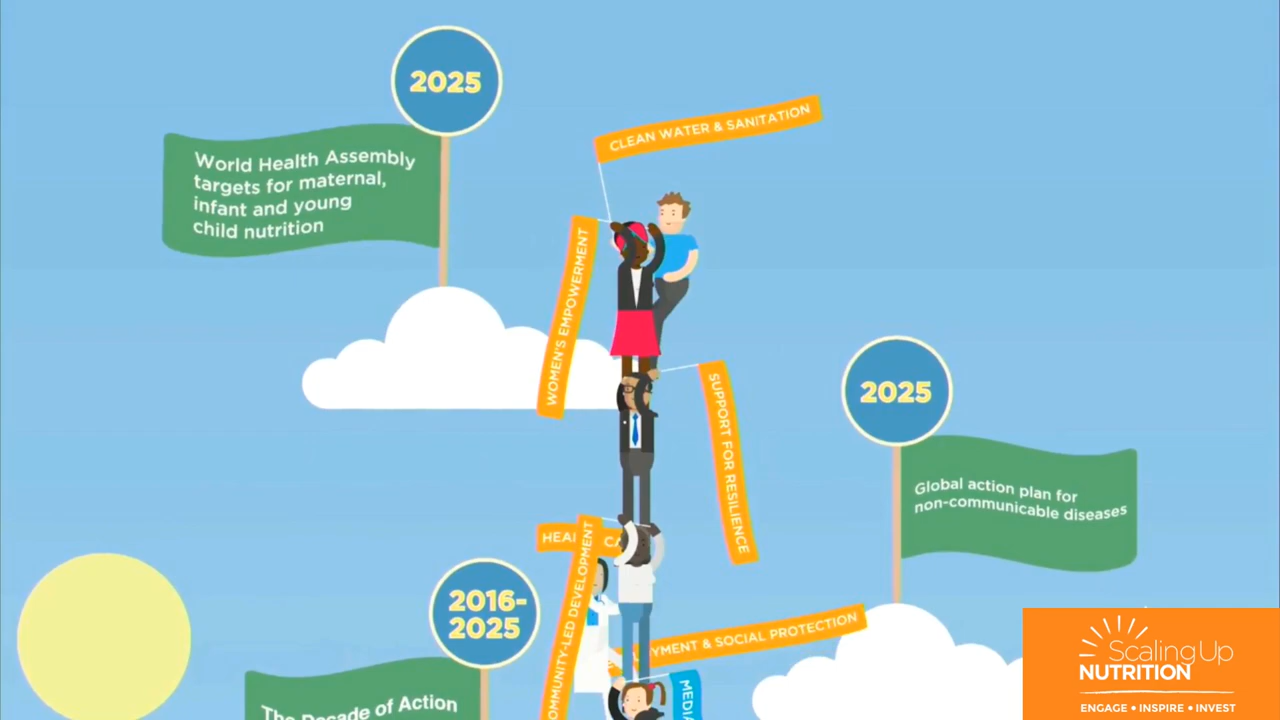 2025
World Health Assembly
targets for maternal,
infant and young
child nutrition
CLEAN WATER & SANITATION
WOMEN'S EMPOWERMENT
SUPPORT FOR RESILIENCE
2025
Global action plan for
non-communicable diseases
2016-
2025
The Decade of Action
COMMUNITY-LED DEVELOPMENT
& SOCIAL PROTECTION
MEDIA
Scaling Up
NUTRITION
ENGAGE • INSPIRE • INVEST